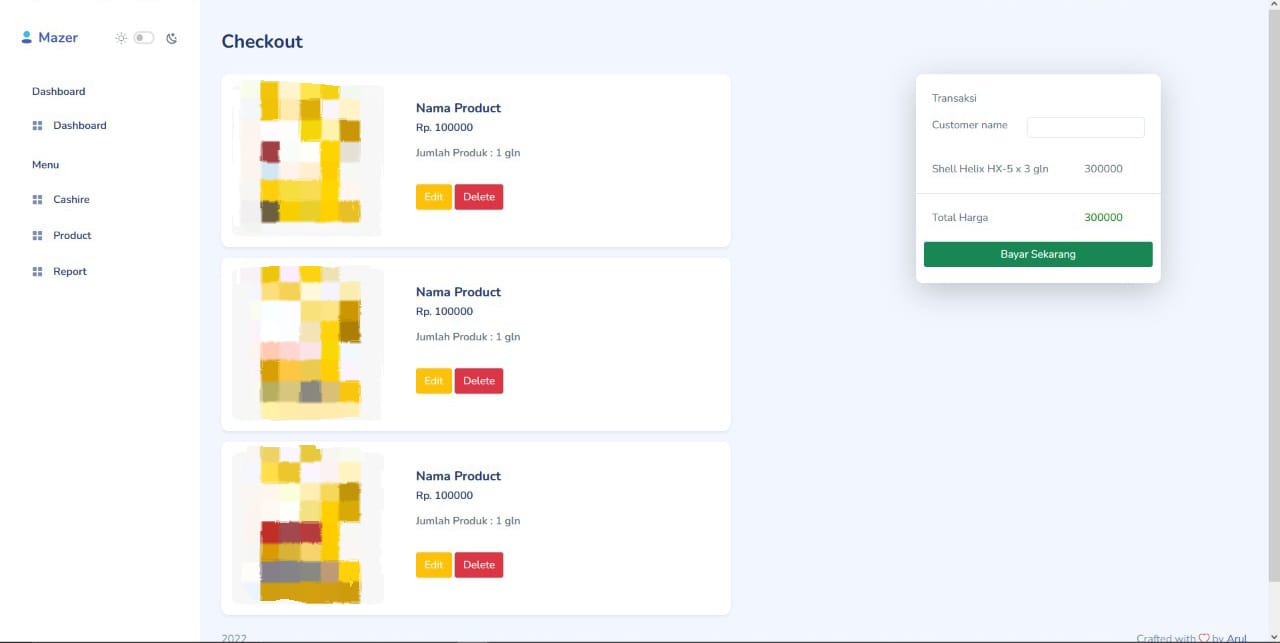 Mazer
Dashboard
Dashboard
Menu
Cashire
Product
Report
Checkout
Nama Product
Rp. 100000
Jumlah Produk : 1 gln
Edit Delete
Nama Product
Rp. 100000
Jumlah Produk : 1 gln
Edit Delete
Nama Product
Rp. 100000
Jumlah Produk : 1 gln
Edit Delete
Transaksi
Customer name
Shell Helix HX-5 x 3 gln 300000
Total Harga 300000
Bayar Sekarang
2022
Crafted with by Arul